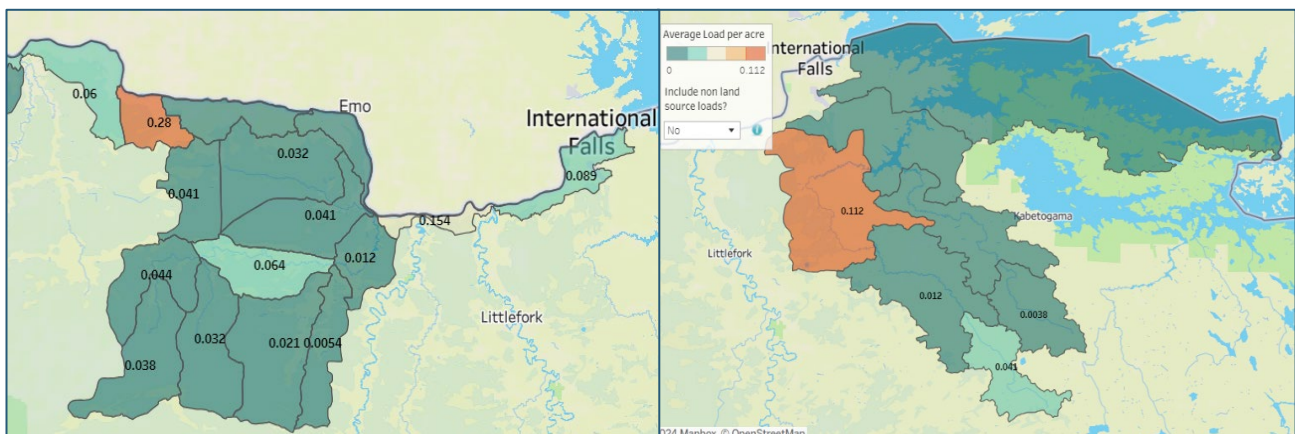 0.06
0.28
Emo
0.032
0.041
0.041
0.064
0.012
0.044
0.032
0.021
0.0054
0.038
International
Falls
0.089
0.154
Littlefork
Average Load per acre
0
0.112
Include non land
source loads?
No
International
Falls
0.112
Littlefork
Kabetogama
0.012
0.0038
0.041
024 Mapbox © OpenStreetMap